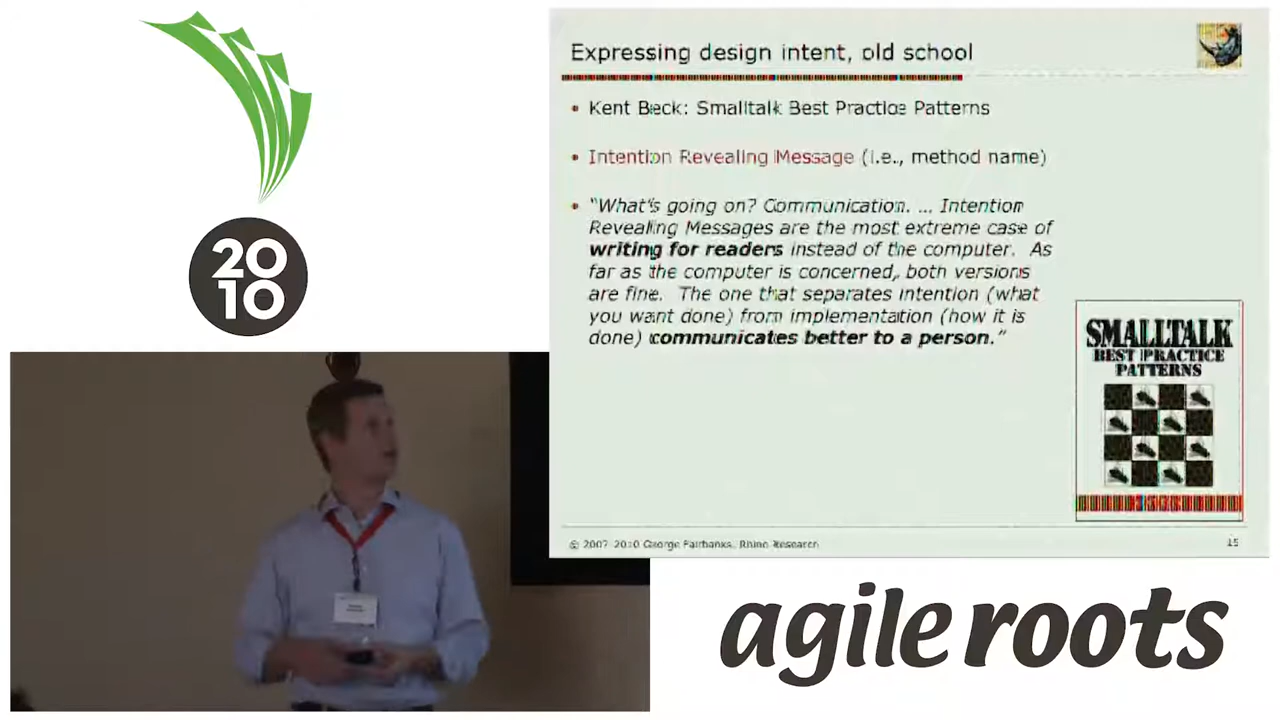 20
10
Expressing design intent, old school
• Kent Beck: Smalltalk Best Practice Patterns
• Intention Revealing Message (i.e., method name)
• "What's going on? Communication. ... Intention
Revealing Messages are the most extreme case of
writing for readers instead of the computer. As
far as the computer is concerned, both versions
are fine. The one that separates intention (what
you want done) from implementation (how it is
done) communicates better to a person."
SMALLTALK
BEST PRACTICE
PATTERNS
© 2007-2010 George Fairbanks, Rhino Research
15
agile roots